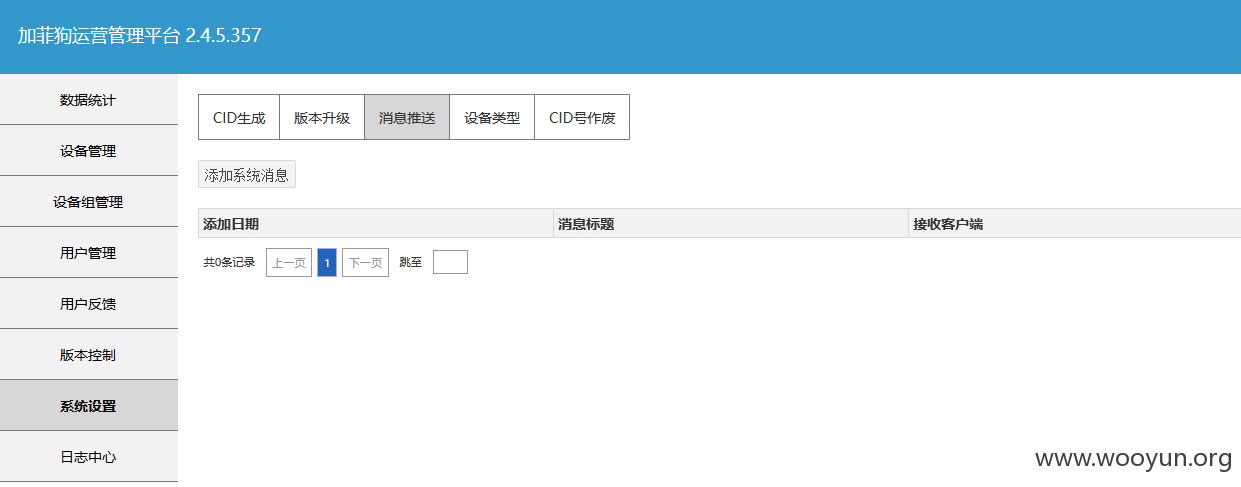 加菲狗运营管理平台 2.4.5.357
数据统计
设备管理
设备组管理
用户管理
用户反馈
版本控制
系统设置
日志中心
CID生成 版本升级 消息推送 设备类型 CID号作废
添加系统消息
添加日期 消息标题 接收客户端
共0条记录 上一页 1 下一页 跳至
www.wooyun.org